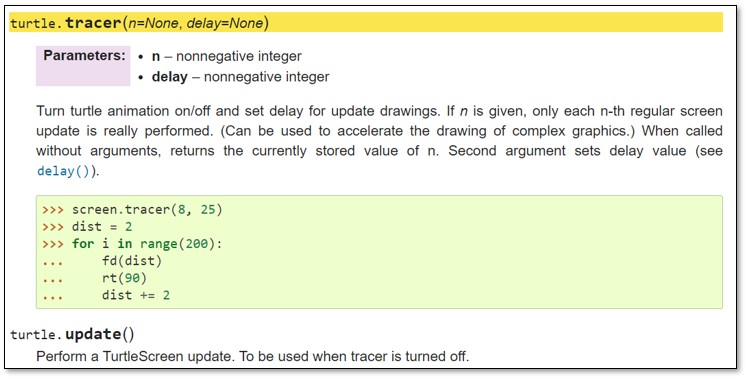 turtle.tracer(n=None, delay=None)
Parameters: • n – nonnegative integer
• delay – nonnegative integer
Turn turtle animation on/off and set delay for update drawings. If n is given, only each n-th regular screen
update is really performed. (Can be used to accelerate the drawing of complex graphics.) When called
without arguments, returns the currently stored value of n. Second argument sets delay value (see
delay()).
>>> screen.tracer(8, 25)
>>> dist = 2
>>> for i in range(200):
...     fd(dist)
...     rt(90)
...     dist += 2
turtle.update()
Perform a TurtleScreen update. To be used when tracer is turned off.